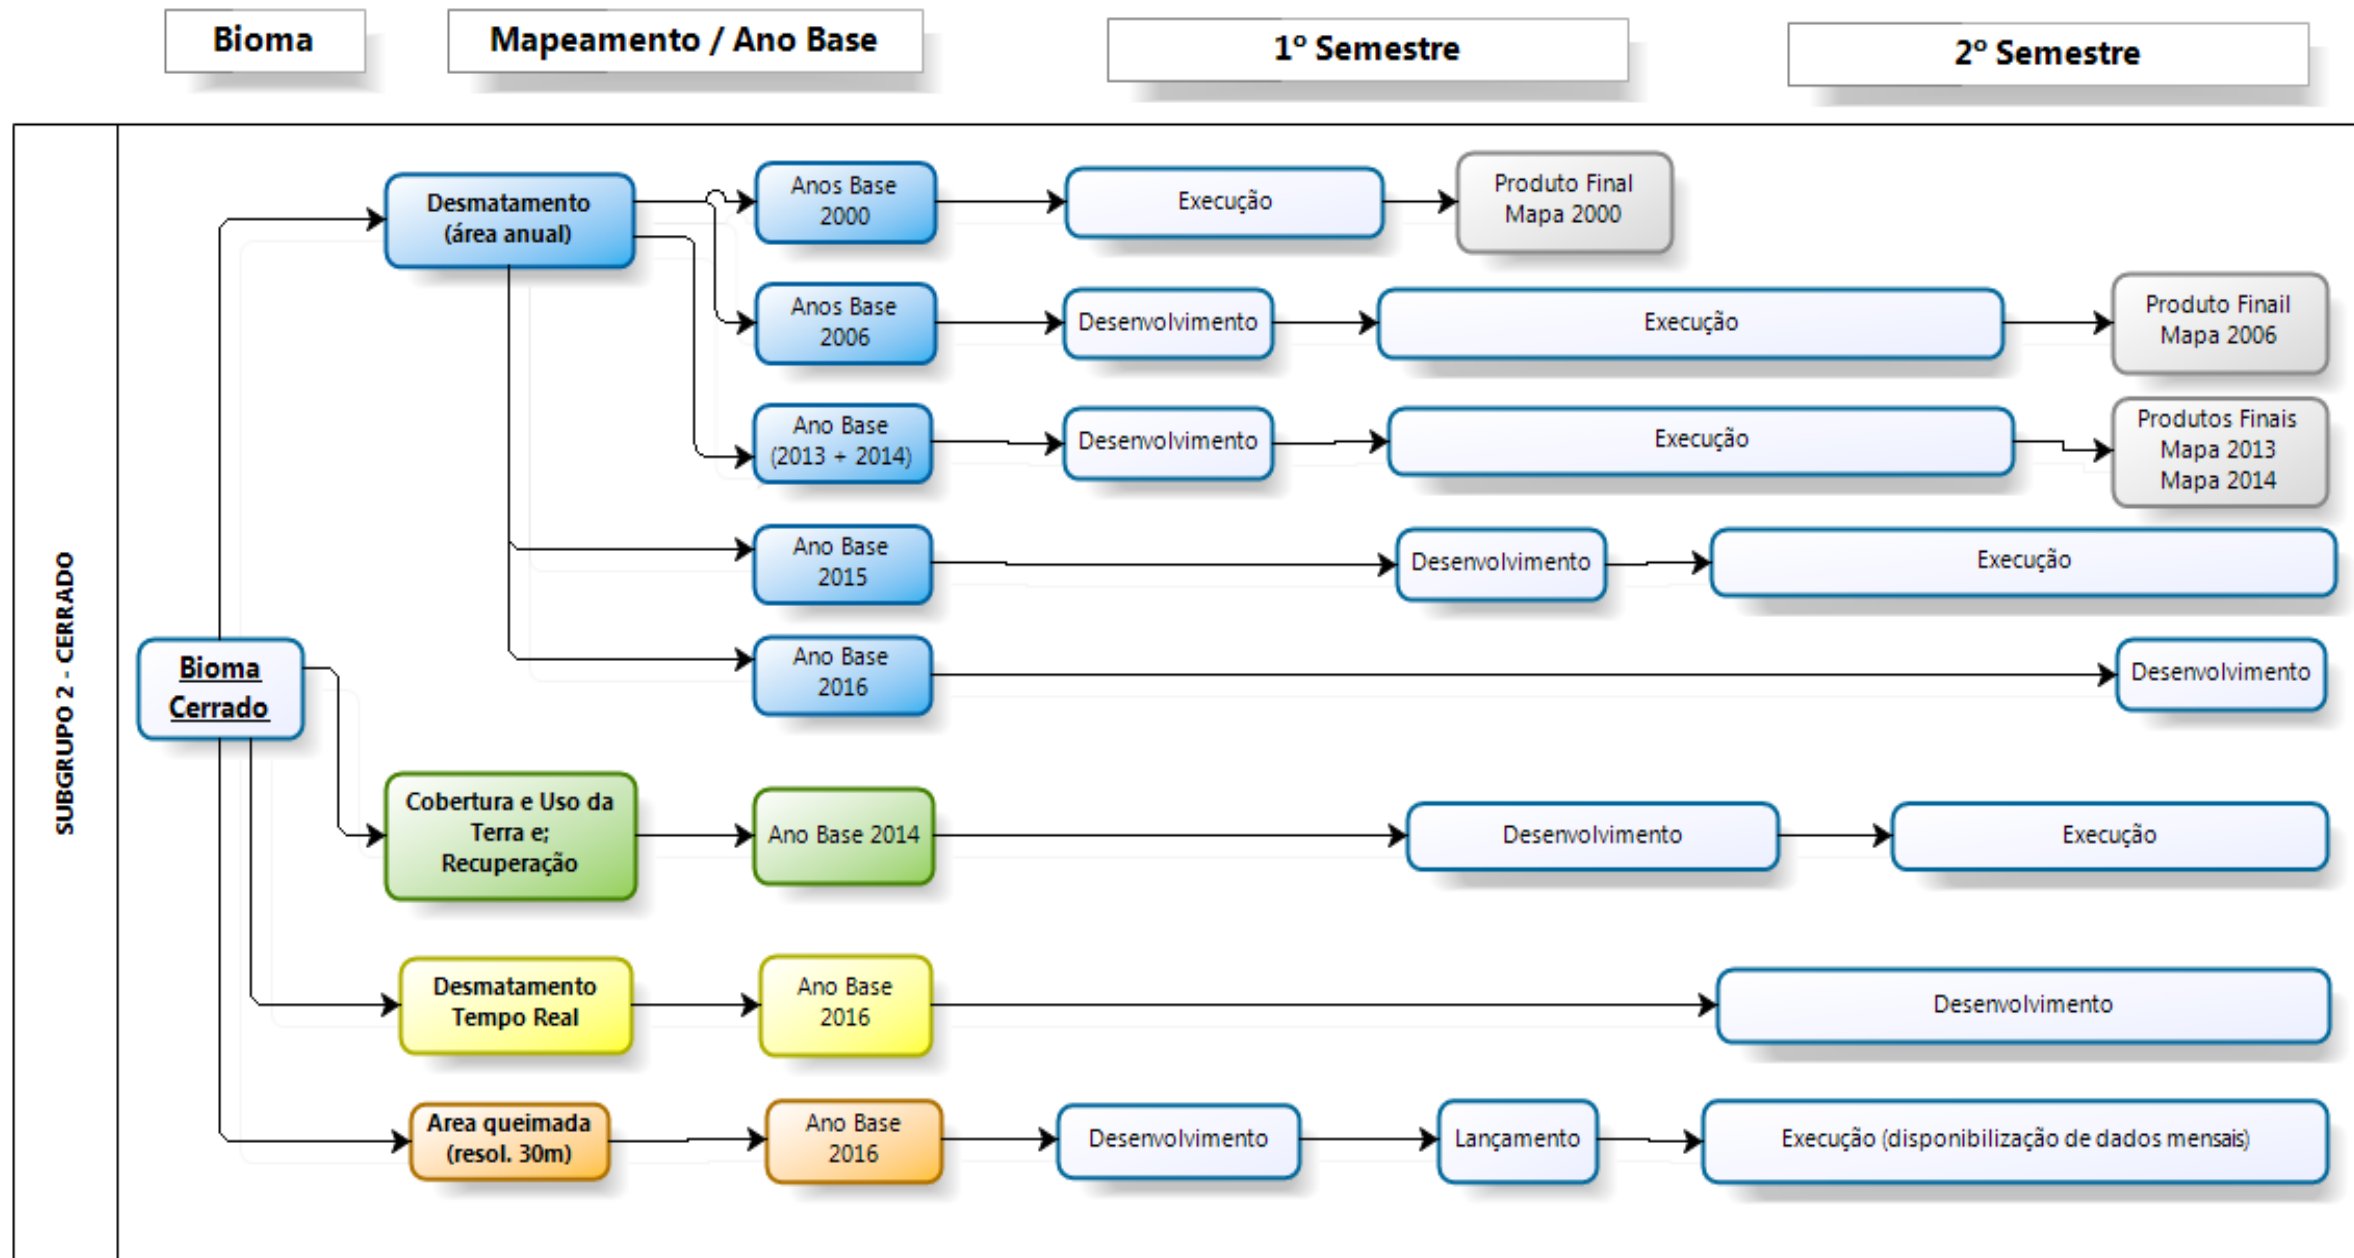 Bioma
Mapeamento / Ano Base
1º Semestre
2º Semestre
SUBGRUPO 2 - CERRADO
Bioma
Cerrado
Desmatamento
(área anual)
Anos Base
2000
Execução
Produto Final
Mapa 2000
Anos Base
2006
Desenvolvimento
Execução
Produto Finail
Mapa 2006
Ano Base
(2013 + 2014)
Desenvolvimento
Execução
Produtos Finais
Mapa 2013
Mapa 2014
Ano Base
2015
Desenvolvimento
Execução
Ano Base
2016
Desenvolvimento
Cobertura e Uso da
Terra e;
Recuperação
Ano Base 2014
Desenvolvimento
Execução
Desmatamento
Tempo Real
Ano Base
2016
Desenvolvimento
Area queimada
(resol. 30m)
Ano Base
2016
Desenvolvimento
Lançamento
Execução (disponibilização de dados mensais)